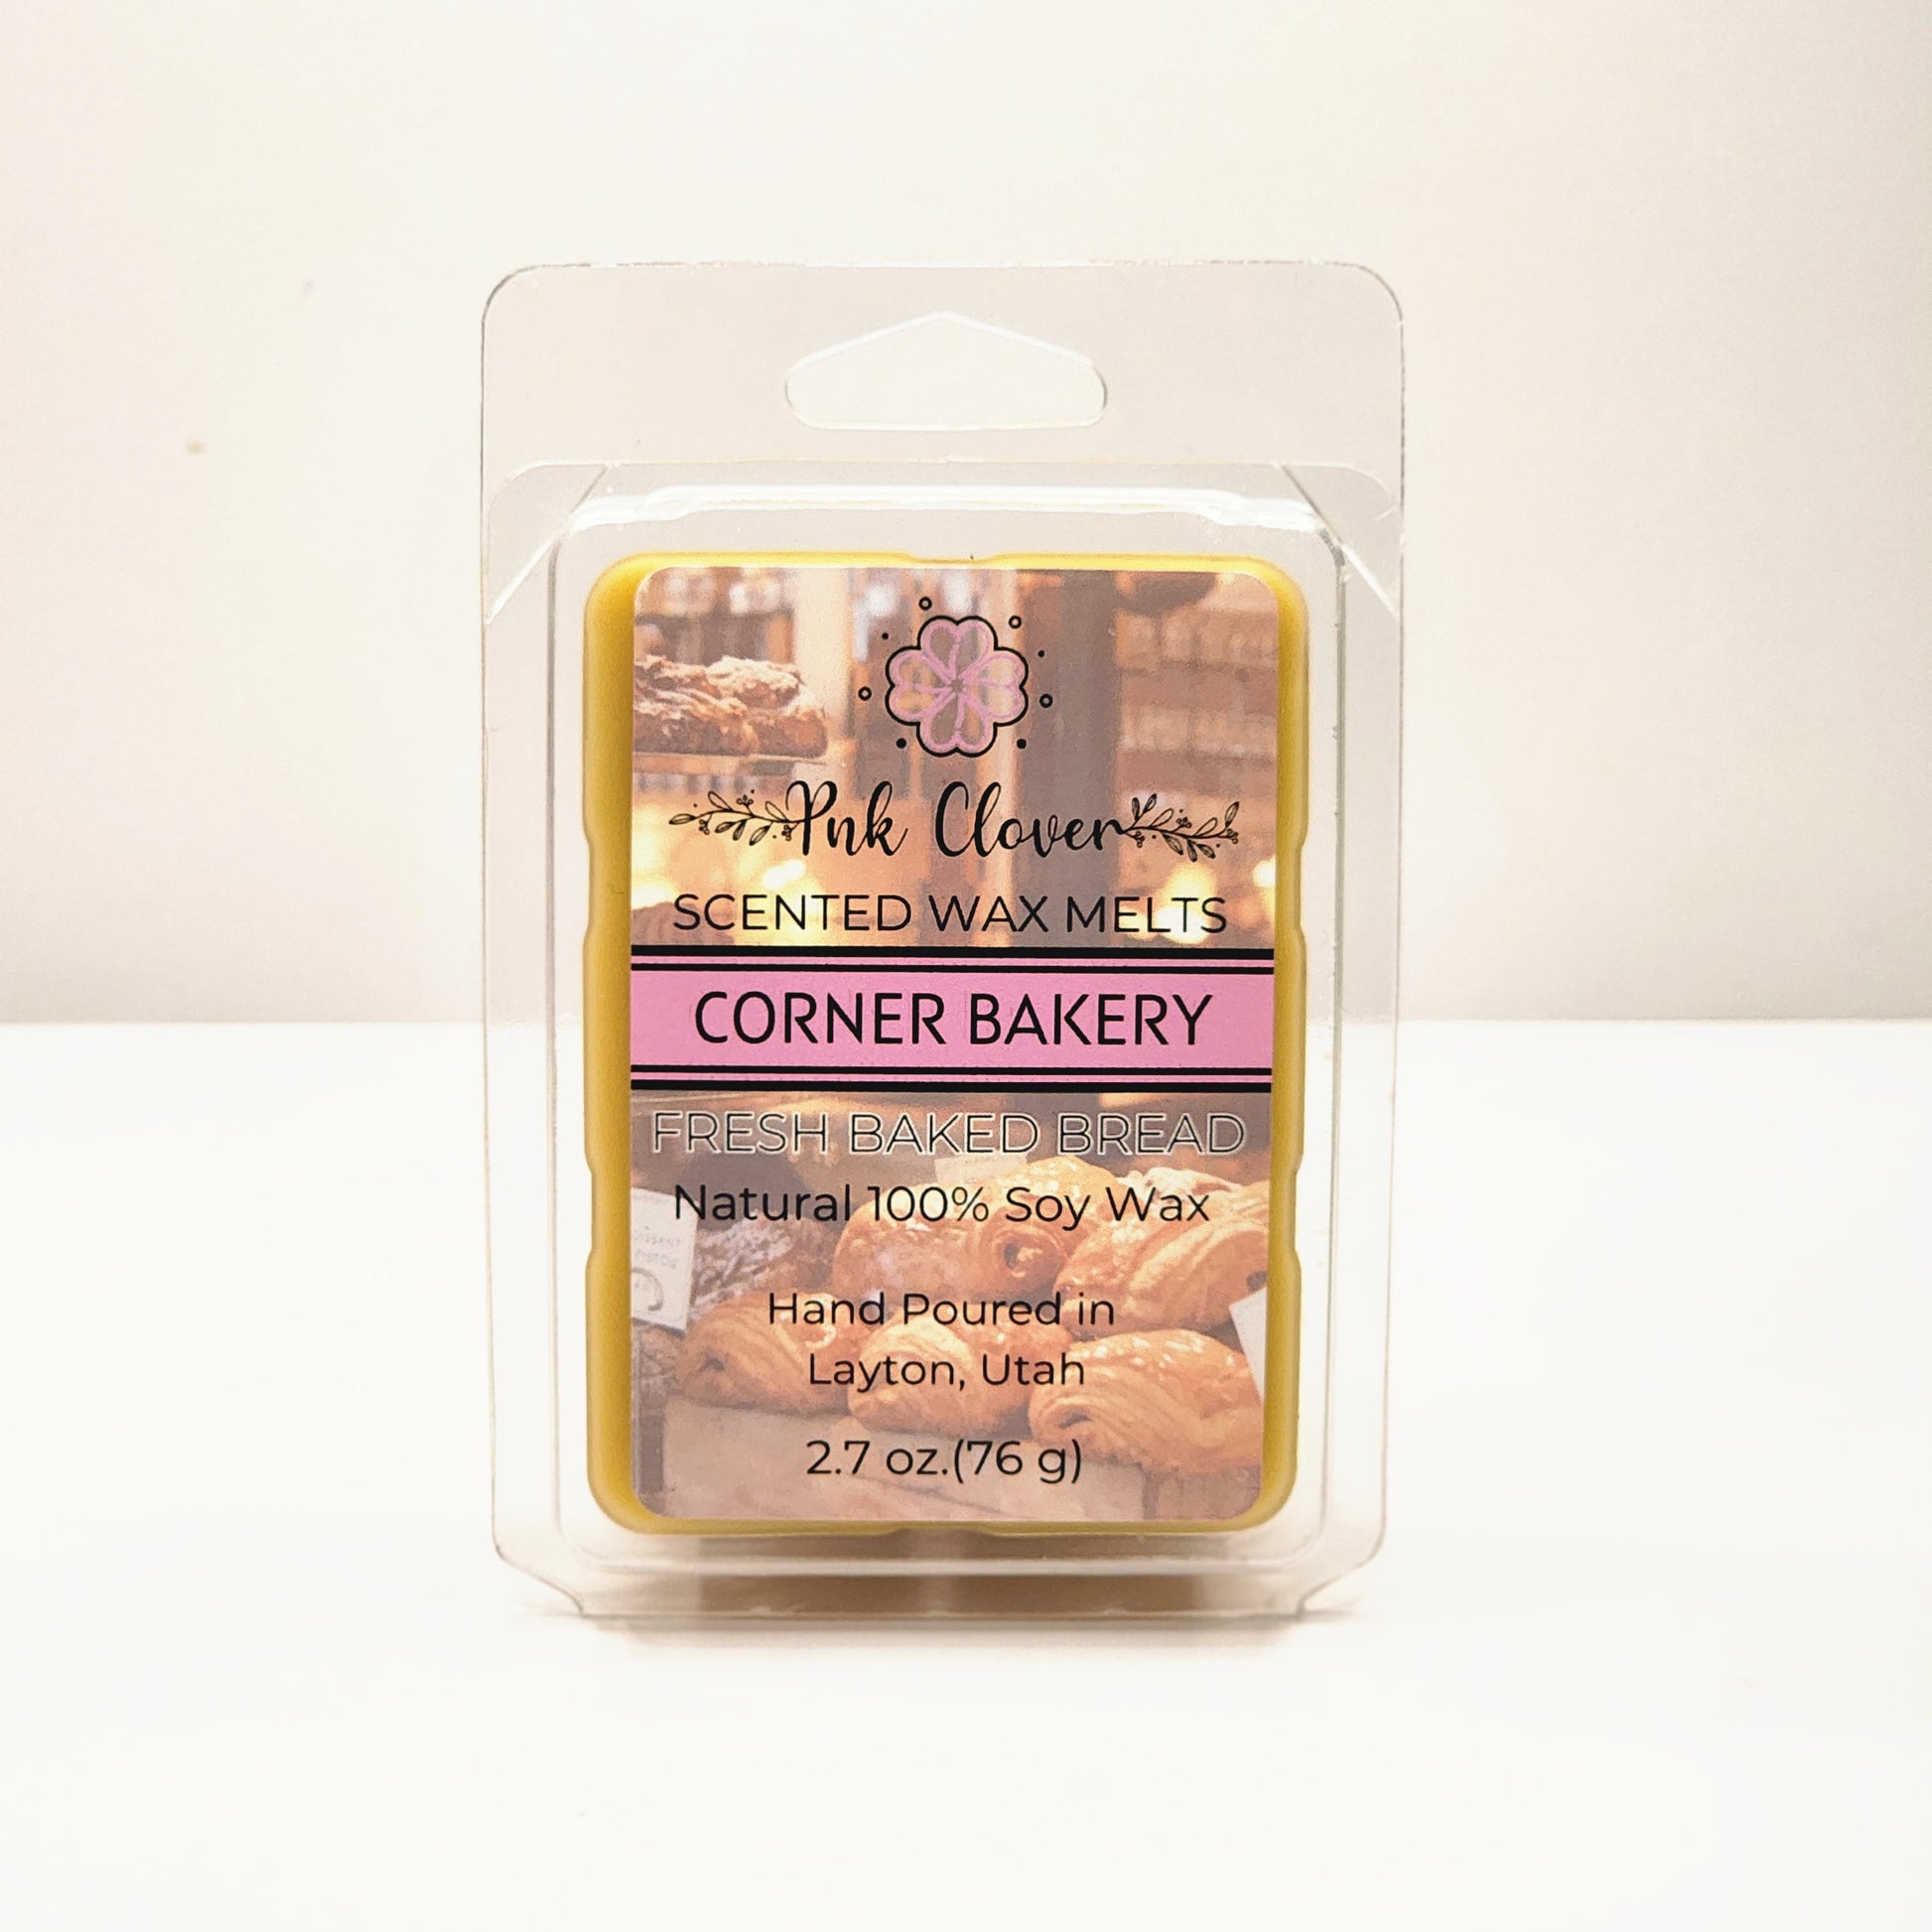 Pnk Clover
SCENTED WAX MELTS
CORNER BAKERY
FRESH BAKED BREAD
Natural 100% Soy Wax
Hand Poured in
Layton, Utah
2.7 oz.(76 g)